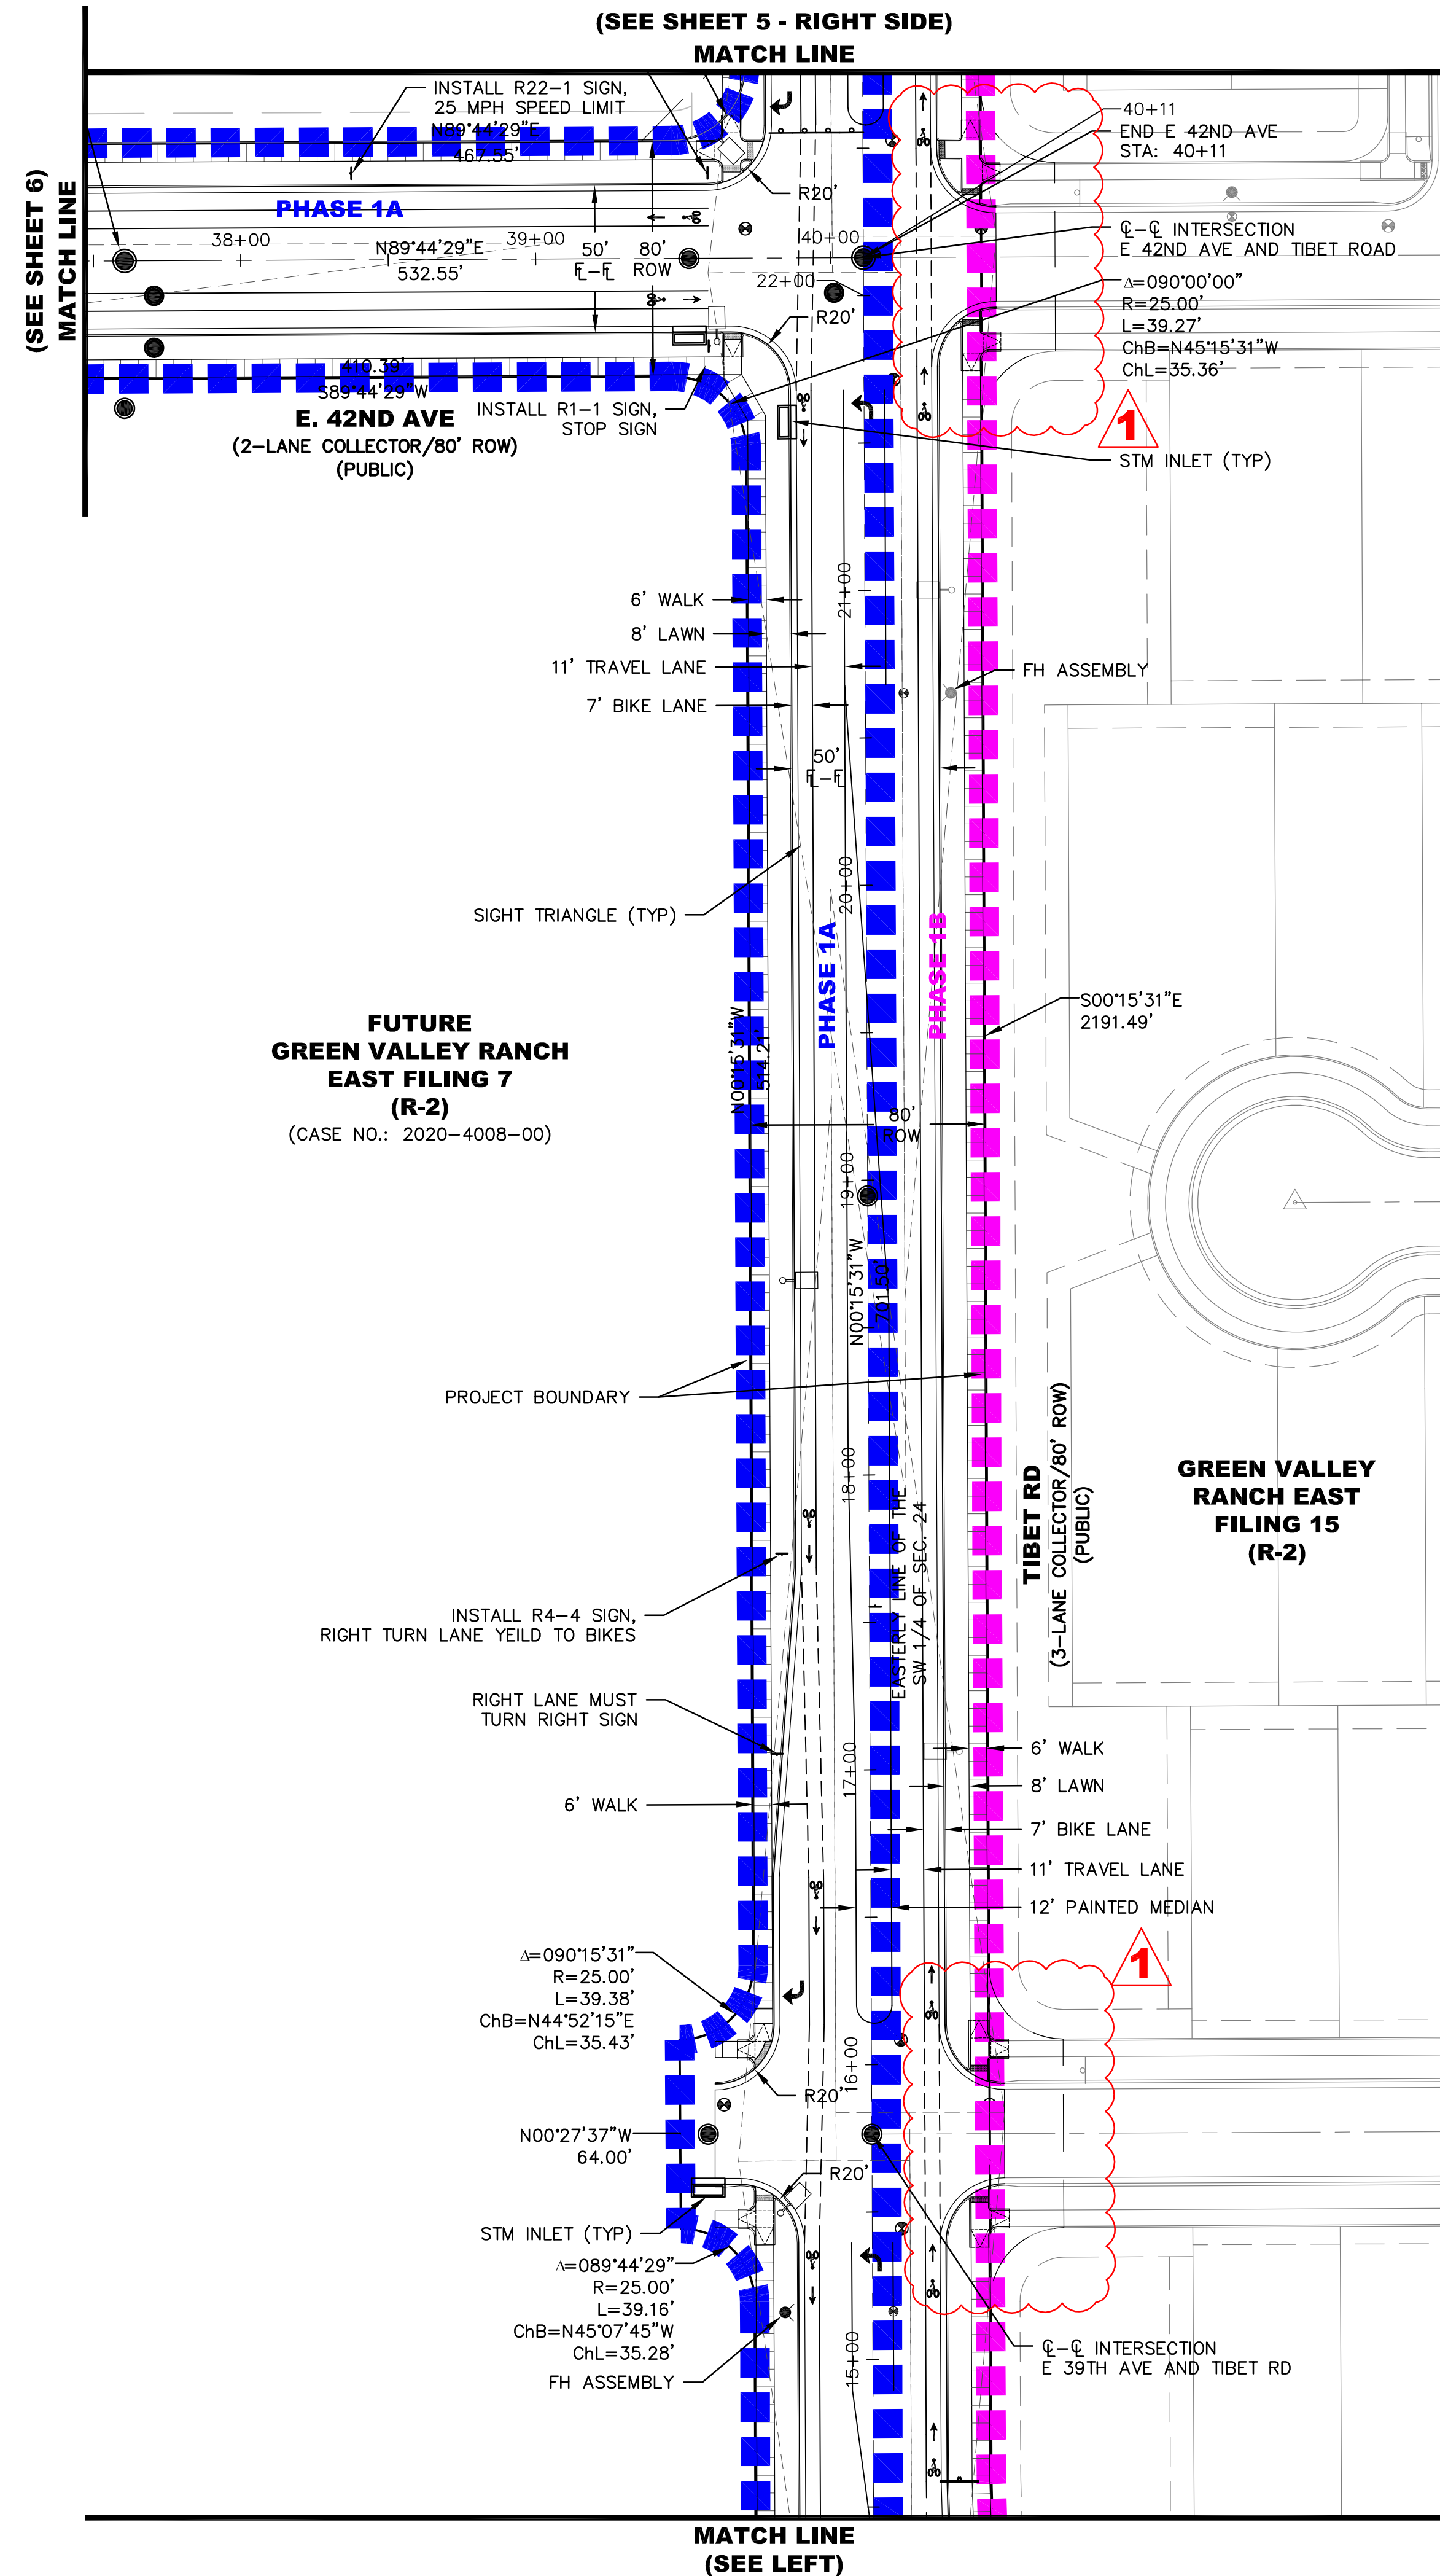 (SEE SHEET 5 - RIGHT SIDE)
MATCH LINE
(SEE SHEET 6)
MATCH LINE
INSTALL R22-1 SIGN,
25 MPH SPEED LIMIT
N89°44'29"E
467.55'
PHASE 1A
38+00
39+00
40+00
N89°44'29"E
532.55'
50'
FL-FL
80'
ROW
R20'
22+00
R20'
40+11
END E 42ND AVE
STA: 40+11
CL-CL INTERSECTION
E 42ND AVE AND TIBET ROAD
Δ=090°00'00"
R=25.00'
L=39.27'
ChB=N45°15'31"W
ChL=35.36'
1
STM INLET (TYP)
410.39'
S89°44'29"W
E. 42ND AVE
(2-LANE COLLECTOR/80' ROW)
(PUBLIC)
INSTALL R1-1 SIGN,
STOP SIGN
6' WALK
8' LAWN
11' TRAVEL LANE
7' BIKE LANE
21+00
FH ASSEMBLY
50'
FL-FL
20+00
SIGHT TRIANGLE (TYP)
PHASE 1A
PHASE 1B
S00°15'31"E
2191.49'
N00°15'31"W
514.21'
FUTURE
GREEN VALLEY RANCH
EAST FILING 7
(R-2)
(CASE NO.: 2020-4008-00)
80'
ROW
19+00
N00°15'31"W
701.50'
PROJECT BOUNDARY
18+00
EASTERLY LINE OF THE
SW 1/4 OF SEC. 24
TIBET RD
(3-LANE COLLECTOR/80' ROW)
(PUBLIC)
GREEN VALLEY
RANCH EAST
FILING 15
(R-2)
INSTALL R4-4 SIGN,
RIGHT TURN LANE YEILD TO BIKES
RIGHT LANE MUST
TURN RIGHT SIGN
17+00
6' WALK
6' WALK
8' LAWN
7' BIKE LANE
11' TRAVEL LANE
12' PAINTED MEDIAN
1
Δ=090°15'31"
R=25.00'
L=39.38'
ChB=N44°52'15"E
ChL=35.43'
16+00
R20'
N00°27'37"W
64.00'
R20'
STM INLET (TYP)
Δ=089°44'29"
R=25.00'
L=39.16'
ChB=N45°07'45"W
ChL=35.28'
FH ASSEMBLY
15+00
CL-CL INTERSECTION
E 39TH AVE AND TIBET RD
MATCH LINE
(SEE LEFT)